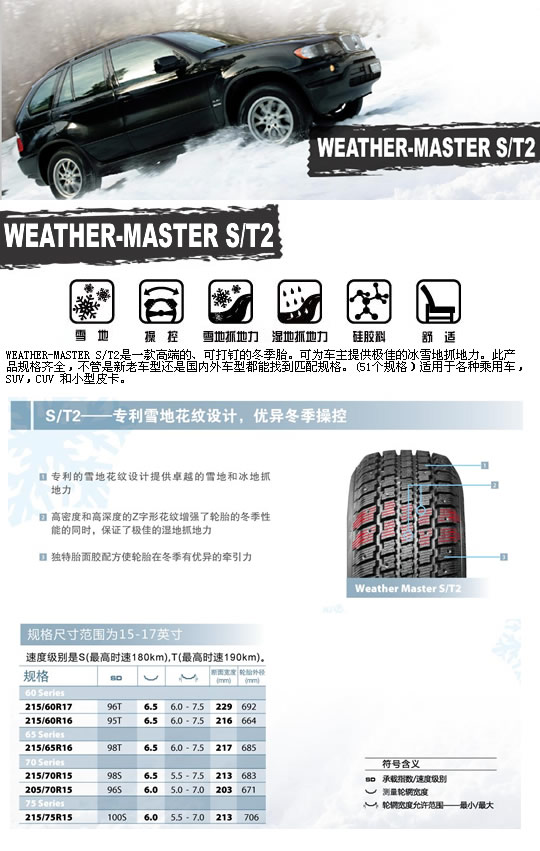 WEATHER-MASTER S/T2
WEATHER-MASTER S/T2
雪 地
操 控
雪地抓地力
湿地抓地力
硅胶料
舒 适
WEATHER-MASTER S/T2是一款高端的、可打钉的冬季胎。可为车主提供极佳的冰雪地抓地力。此产
品规格齐全，不管是新老车型还是国内外车型都能找到匹配规格。（51个规格）适用于各种乘用车，
SUV，CUV 和小型皮卡。
S/T2——专利雪地花纹设计，优异冬季操控
1 专利的雪地花纹设计提供卓越的雪地和冰地抓
地力
2 高密度和高深度的Z字形花纹增强了轮胎的冬季性
能的同时，保证了极佳的湿地抓地力
3 独特胎面胶配方使轮胎在冬季有优异的牵引力
1
2
3
Weather Master S/T2
规格尺寸范围为15-17英寸
速度级别是S(最高时速180km),T(最高时速190km)。
规格 SD 断面宽度(mm) 轮胎外径(mm)
60 Series
215/60R17 96T 6.5 6.0 - 7.5 229 692
215/60R16 95T 6.5 6.0 - 7.5 216 664
65 Series
215/65R16 98T 6.5 6.0 - 7.5 217 685
70 Series
215/70R15 98S 6.5 5.5 - 7.5 213 683
205/70R15 96S 6.0 5.0 - 7.0 203 671
75 Series
215/75R15 100S 6.0 5.5 - 7.0 213 706
符号含义
SD 承载指数/速度级别
测量轮辋宽度
轮辋宽度允许范围——最小/最大